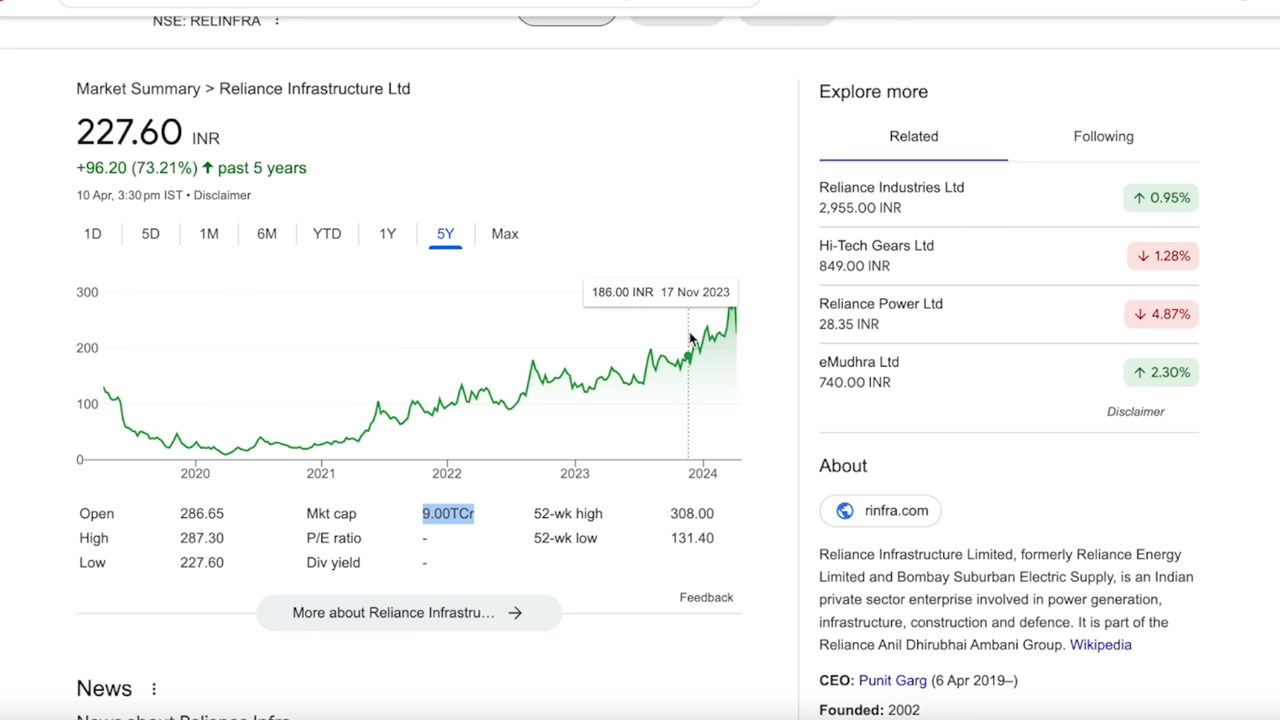 NSE: RELINFRA
Market Summary > Reliance Infrastructure Ltd
227.60 INR
+96.20 (73.21%) ↑ past 5 years
10 Apr, 3:30 pm IST • Disclaimer
1D 5D 1M 6M YTD 1Y 5Y Max
186.00 INR 17 Nov 2023
300
200
100
0
2020 2021 2022 2023 2024
Open 286.65 Mkt cap 9.00TCr 52-wk high 308.00
High 287.30 P/E ratio - 52-wk low 131.40
Low 227.60 Div yield -
Feedback
More about Reliance Infrastru... →
News
News about Reliance Infra
Explore more
Related Following
Reliance Industries Ltd
2,955.00 INR ↑ 0.95%
Hi-Tech Gears Ltd
849.00 INR ↓ 1.28%
Reliance Power Ltd
28.35 INR ↓ 4.87%
eMudhra Ltd
740.00 INR ↑ 2.30%
Disclaimer
About
rinfra.com
Reliance Infrastructure Limited, formerly Reliance Energy
Limited and Bombay Suburban Electric Supply, is an Indian
private sector enterprise involved in power generation,
infrastructure, construction and defence. It is part of the
Reliance Anil Dhirubhai Ambani Group. Wikipedia
CEO: Punit Garg (6 Apr 2019–)
Founded: 2002